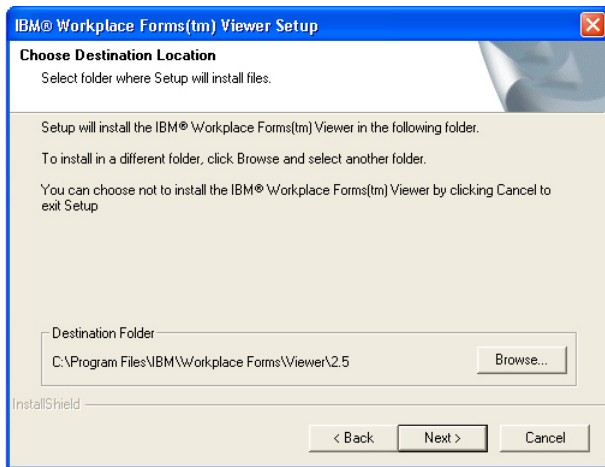 IBM® Workplace Forms(tm) Viewer Setup
Choose Destination Location
Select folder where Setup will install files.
Setup will install the IBM® Workplace Forms(tm) Viewer in the following folder.
To install in a different folder, click Browse and select another folder.
You can choose not to install the IBM® Workplace Forms(tm) Viewer by clicking Cancel to
exit Setup
Destination Folder
C:\Program Files\IBM\Workplace Forms\Viewer\2.5
Browse...
InstallShield
< Back
Next >
Cancel